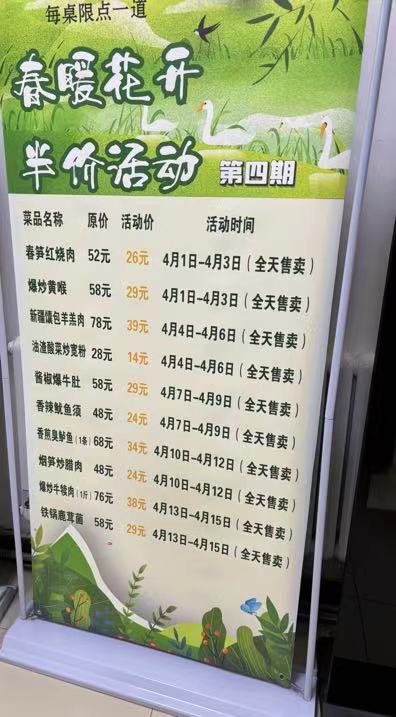 每桌限点一道
春暖花开
半价活动 第四期
菜品名称 原价 活动价 活动时间
春笋红烧肉 52元 26元 4月1日-4月3日（全天售卖）
爆炒黄喉 58元 29元 4月1日-4月3日（全天售卖）
新疆馕包羊羔肉 78元 39元 4月4日-4月6日（全天售卖）
油渣酸菜炒宽粉 28元 14元 4月4日-4月6日（全天售卖）
酱椒爆牛肚 58元 29元 4月7日-4月9日（全天售卖）
香辣鱿鱼须 48元 24元 4月7日-4月9日（全天售卖）
香煎臭鲈鱼（1条）68元 34元 4月10日-4月12日（全天售卖）
烟笋炒腊肉 48元 24元 4月10日-4月12日（全天售卖）
爆炒牛犊肉（1斤）76元 38元 4月13日-4月15日（全天售卖）
铁锅鹿茸菌 58元 29元 4月13日-4月15日（全天售卖）